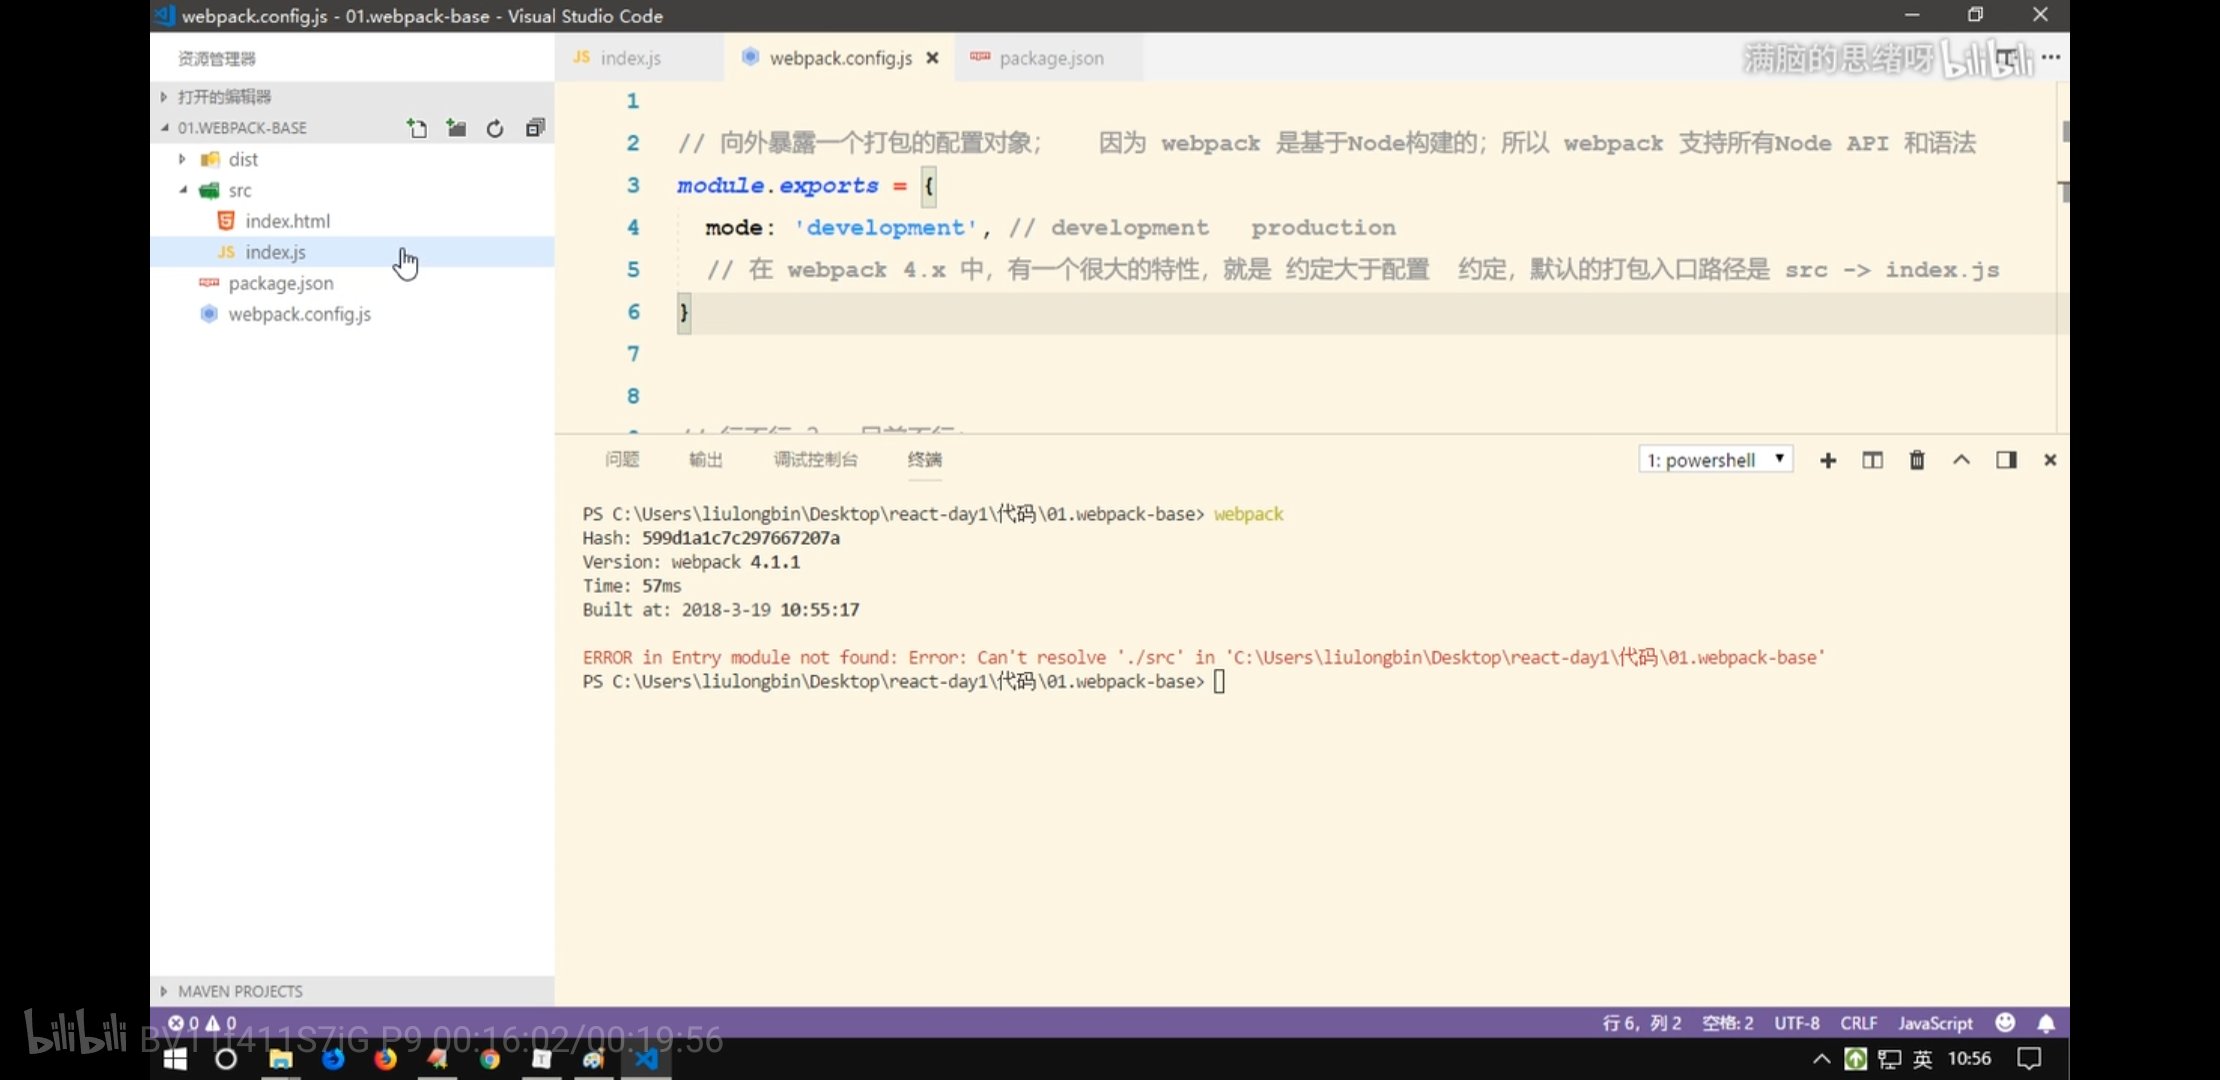 webpack.config.js - 01.webpack-base - Visual Studio Code
资源管理器
index.js
webpack.config.js
package.json
满脑的思绪呀 bilibili
打开的编辑器
01.WEBPACK-BASE
dist
src
index.html
index.js
package.json
webpack.config.js
1
2 // 向外暴露一个打包的配置对象； 因为 webpack 是基于Node构建的；所以 webpack 支持所有Node API 和语法
3 module.exports = {
4 mode: 'development', // development production
5 // 在 webpack 4.x 中，有一个很大的特性，就是 约定大于配置 约定，默认的打包入口路径是 src -> index.js
6 }
7
8
问题 输出 调试控制台 终端
1: powershell
PS C:\Users\liulongbin\Desktop\react-day1\代码\01.webpack-base> webpack
Hash: 599d1a1c7c297667207a
Version: webpack 4.1.1
Time: 57ms
Built at: 2018-3-19 10:55:17
ERROR in Entry module not found: Error: Can't resolve './src' in 'C:\Users\liulongbin\Desktop\react-day1\代码\01.webpack-base'
PS C:\Users\liulongbin\Desktop\react-day1\代码\01.webpack-base>
MAVEN PROJECTS
0 0
行 6，列 2 空格: 2 UTF-8 CRLF JavaScript
bilibili P9 00:16:02/00:19:56
英 10:56